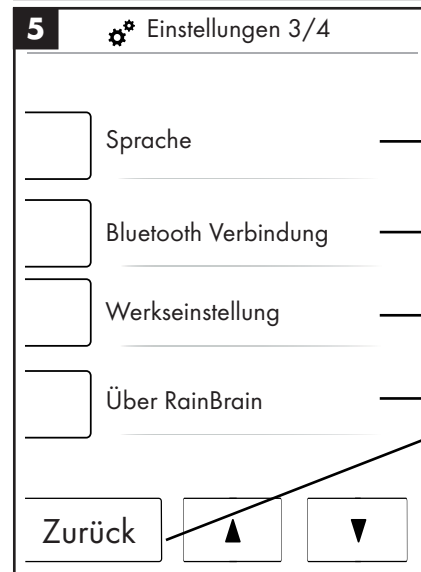 5
Einstellungen 3/4
Sprache
Bluetooth Verbindung
Werkseinstellung
Über RainBrain
Zurück